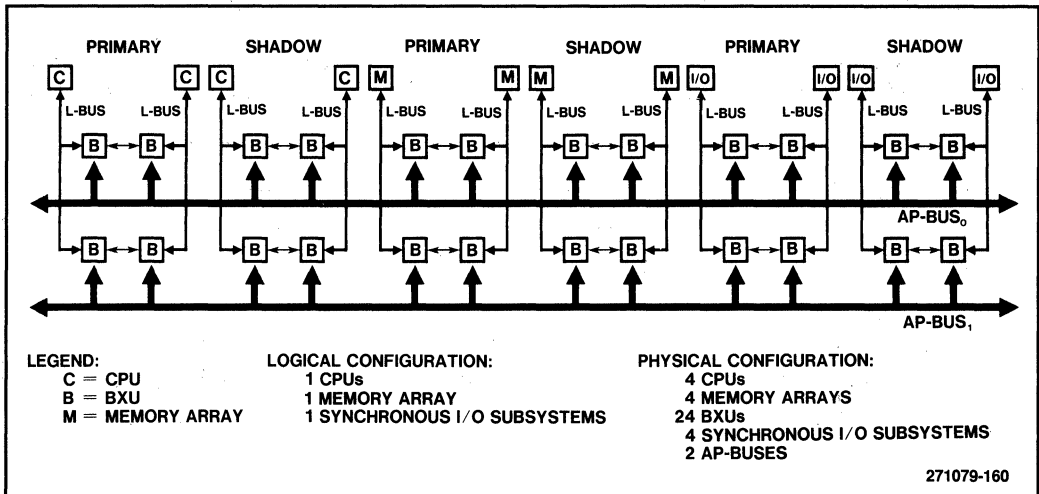 PRIMARY SHADOW PRIMARY SHADOW PRIMARY SHADOW
C C C C M M M M I/O I/O I/O I/O
L-BUS L-BUS L-BUS L-BUS L-BUS L-BUS L-BUS L-BUS L-BUS L-BUS L-BUS L-BUS
B B B B B B B B B B B B
AP-BUS₀
B B B B B B B B B B B B
AP-BUS₁
LEGEND:
C = CPU
B = BXU
M = MEMORY ARRAY
LOGICAL CONFIGURATION:
1 CPUs
1 MEMORY ARRAY
1 SYNCHRONOUS I/O SUBSYSTEMS
PHYSICAL CONFIGURATION:
4 CPUs
4 MEMORY ARRAYS
24 BXUs
4 SYNCHRONOUS I/O SUBSYSTEMS
2 AP-BUSES
271079-160